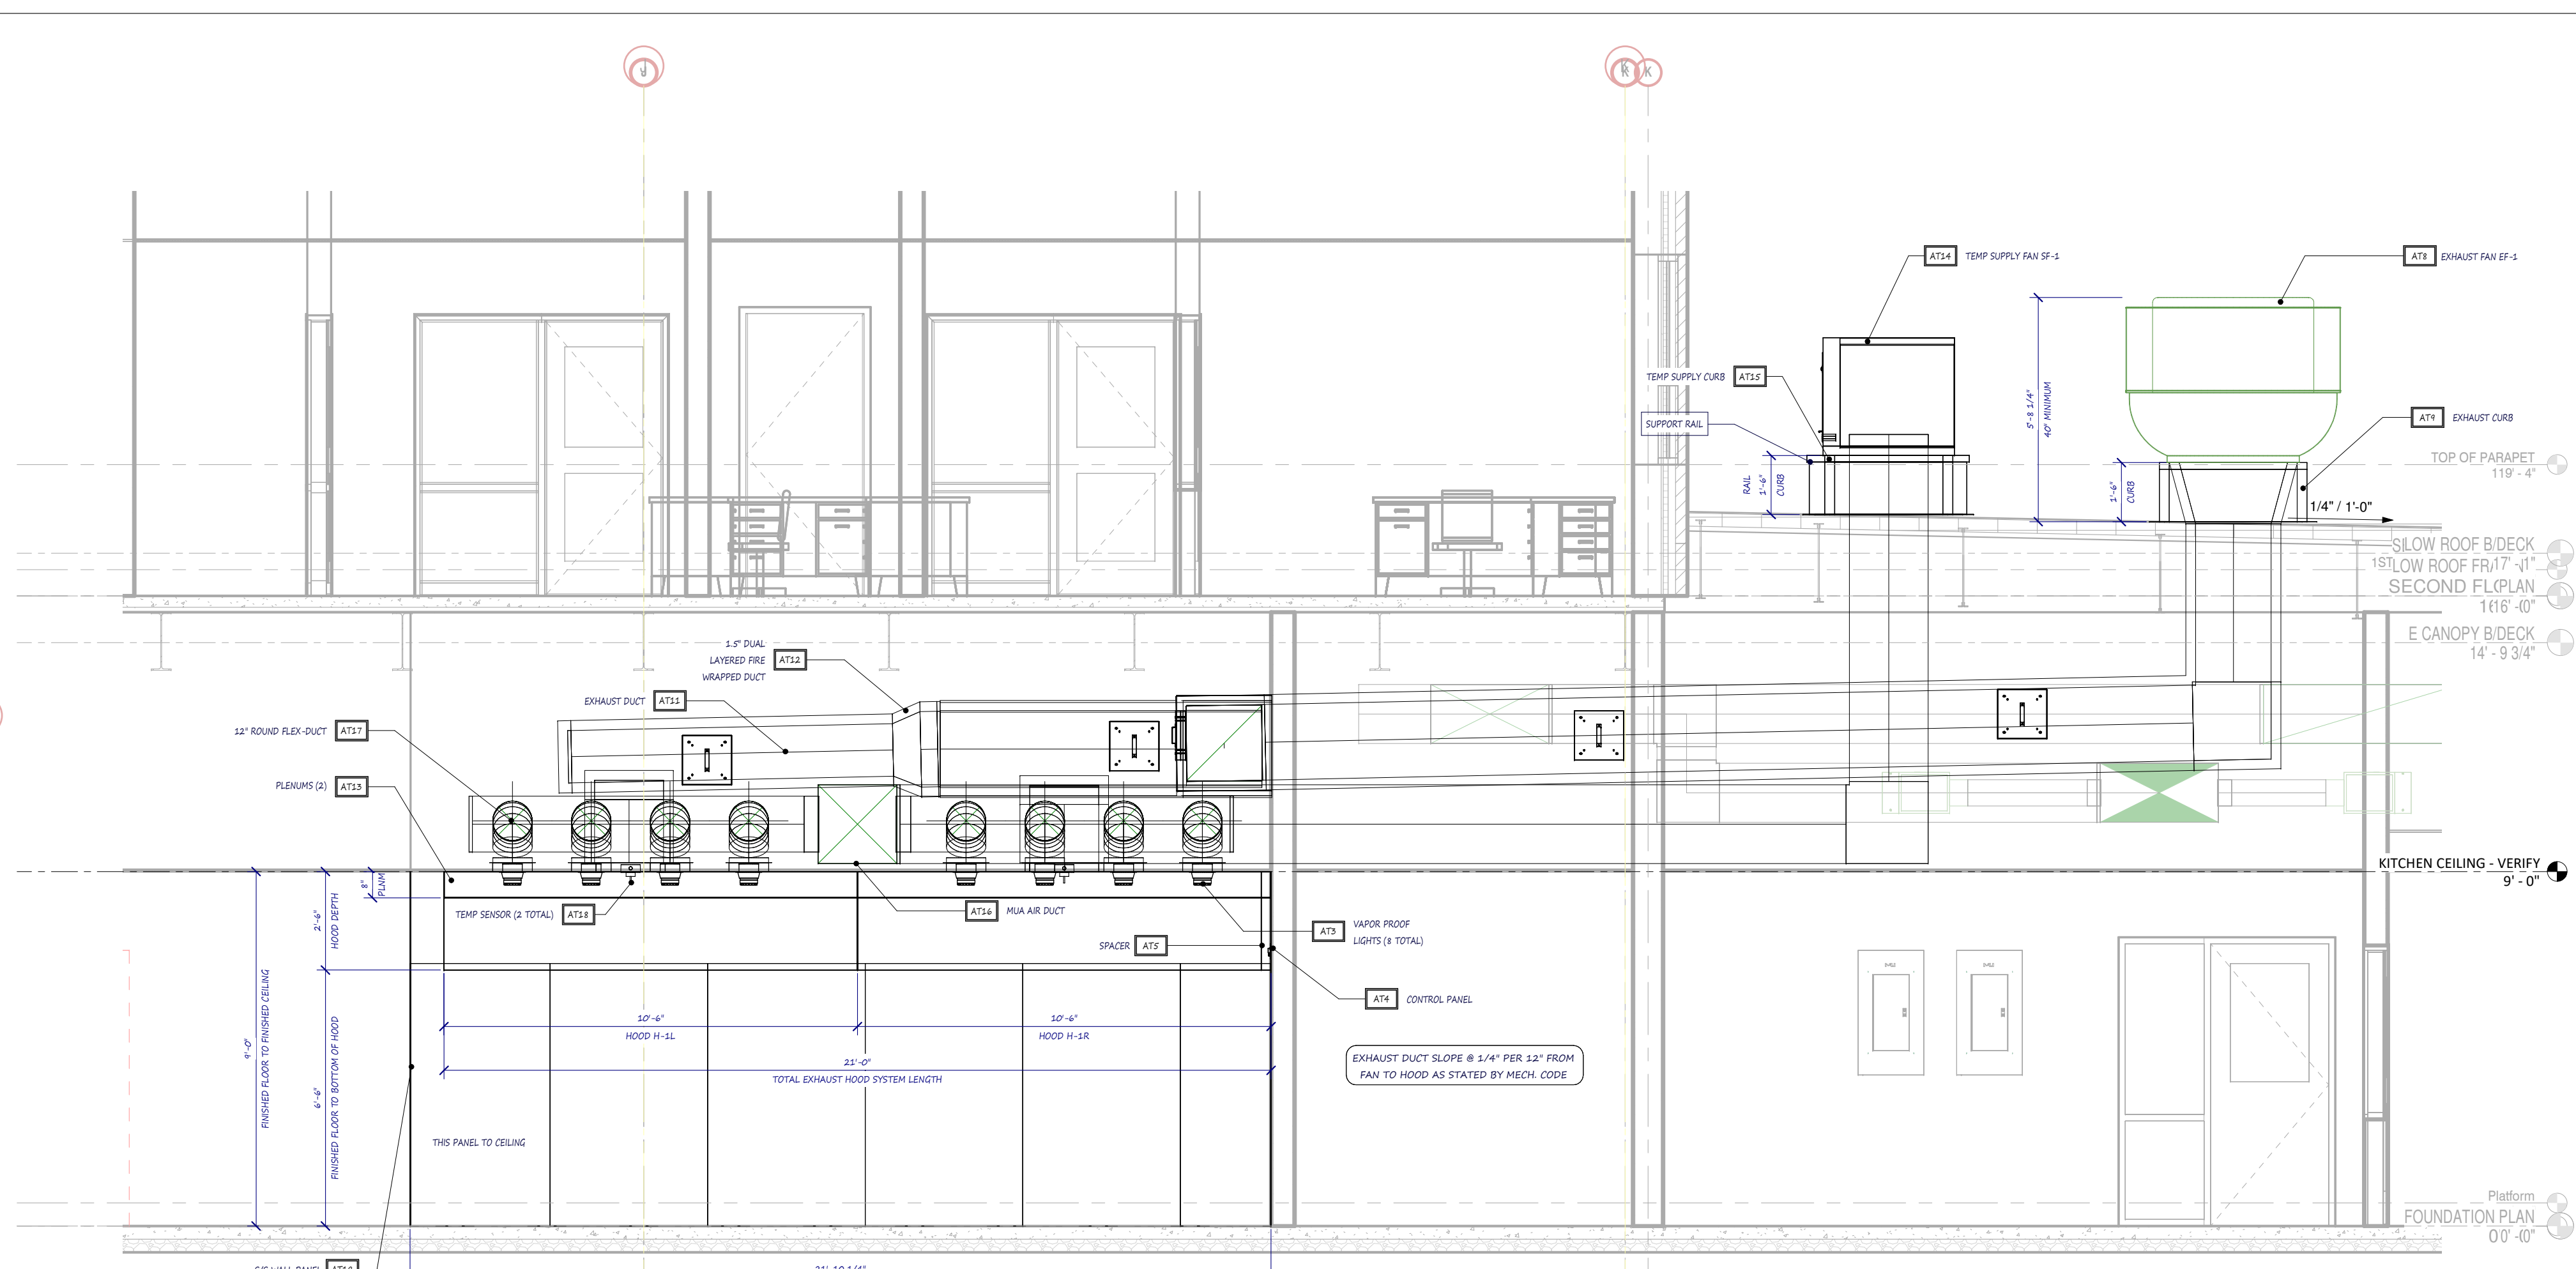 J
K
K
AT14 TEMP SUPPLY FAN SF-1
AT8 EXHAUST FAN EF-1
TEMP SUPPLY CURB AT15
SUPPORT RAIL
5'-8 1/4"
40" MINIMUM
AT9 EXHAUST CURB
TOP OF PARAPET
119' - 4"
RAIL
1'-6"
CURB
1'-6"
CURB
1/4" / 1'-0"
LOW ROOF B/DECK
1ST LOW ROOF
SECOND
E CANOPY B/DECK
14' - 9 3/4"
1.5" DUAL
LAYERED FIRE
WRAPPED DUCT
AT12
EXHAUST DUCT AT11
12" ROUND FLEX-DUCT AT17
PLENUMS (2) AT13
KITCHEN CEILING - VERIFY
9' - 0"
8"
PLNM
2'-6"
HOOD DEPTH
TEMP SENSOR (2 TOTAL) AT18
AT16 MUA AIR DUCT
AT3
VAPOR PROOF
LIGHTS (8 TOTAL)
SPACER AT5
AT4 CONTROL PANEL
10'-6"
HOOD H-1L
10'-6"
HOOD H-1R
21'-0"
TOTAL EXHAUST HOOD SYSTEM LENGTH
EXHAUST DUCT SLOPE @ 1/4" PER 12" FROM
FAN TO HOOD AS STATED BY MECH. CODE
9'-0"
FINISHED FLOOR TO FINISHED CEILING
6'-6"
FINISHED FLOOR TO BOTTOM OF HOOD
THIS PANEL TO CEILING
Platform
FOUNDATION PLAN